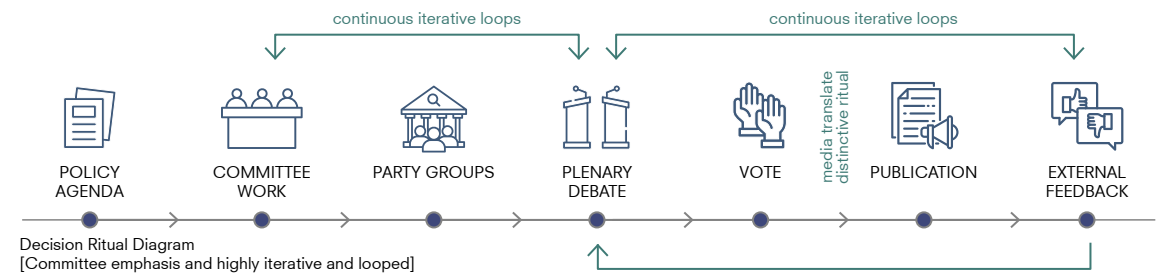 continuous iterative loops
continuous iterative loops
media translate
distinctive ritual
POLICY
AGENDA
COMMITTEE
WORK
PARTY GROUPS
PLENARY
DEBATE
VOTE
PUBLICATION
EXTERNAL
FEEDBACK
Decision Ritual Diagram
[Committee emphasis and highly iterative and looped]